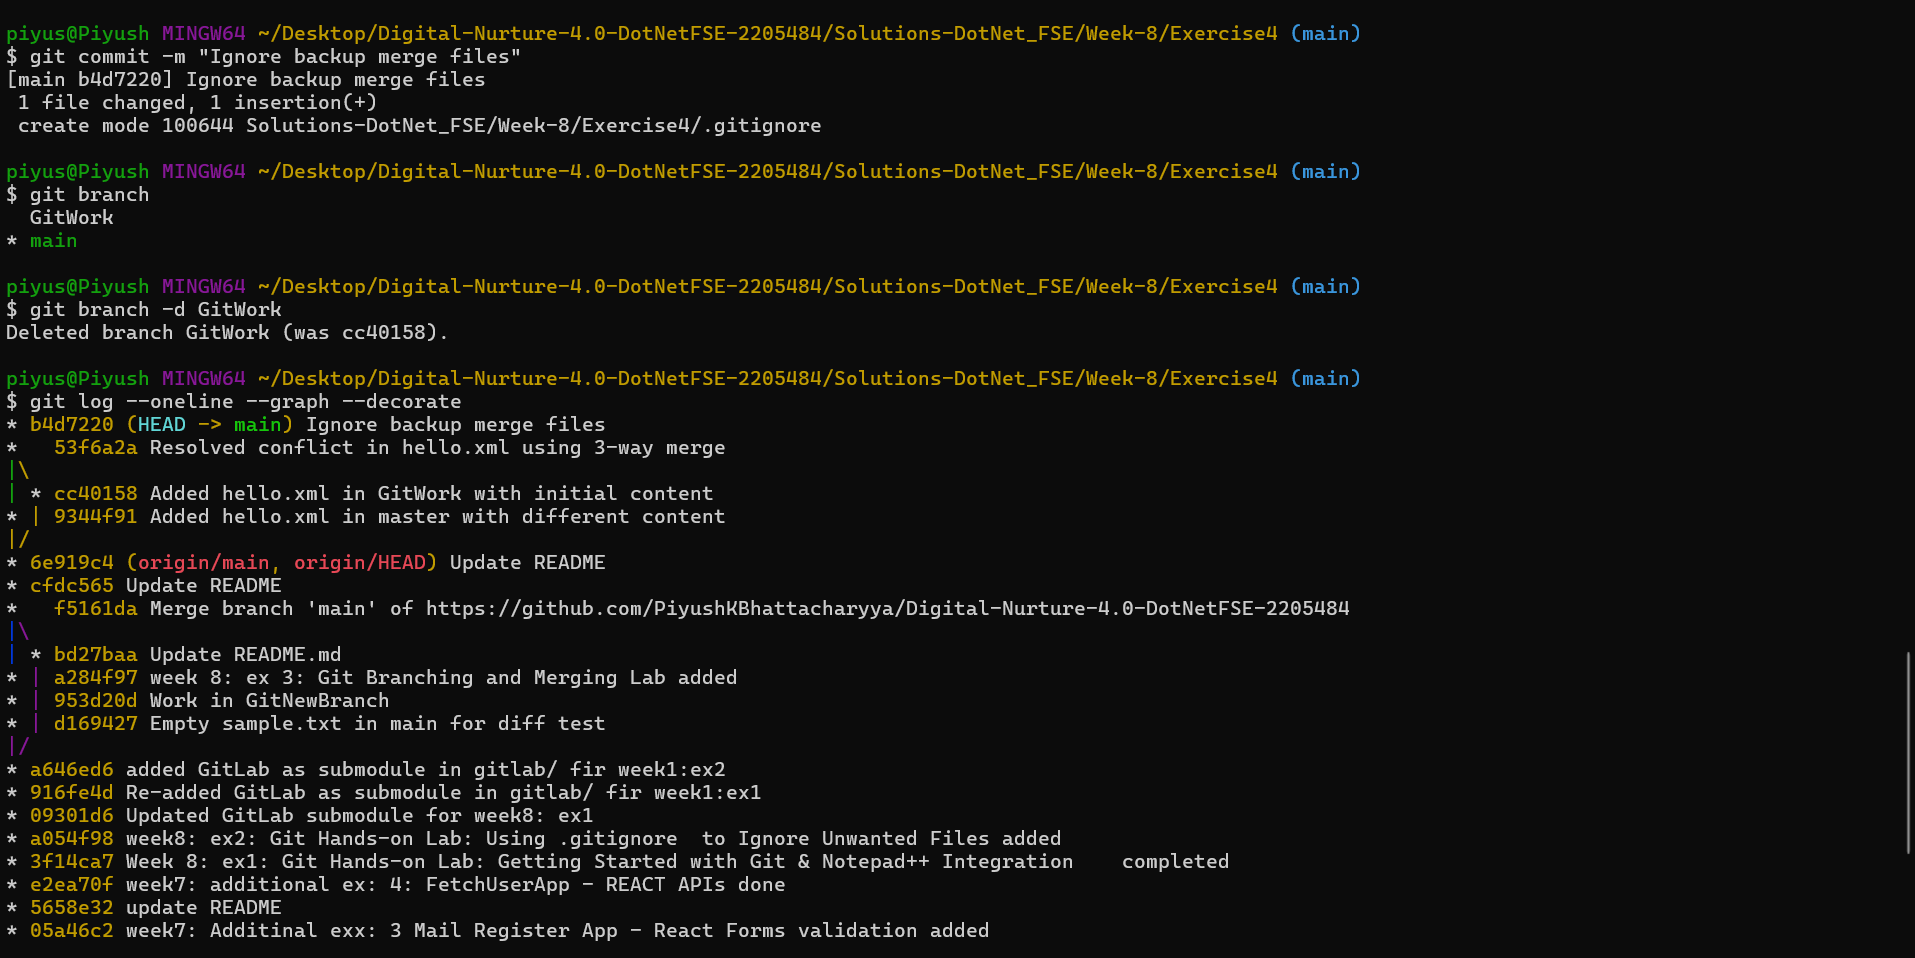 piyus@Piyush MINGW64 ~/Desktop/Digital-Nurture-4.0-DotNetFSE-2205484/Solutions-DotNet_FSE/Week-8/Exercise4 (main)
$ git commit -m "Ignore backup merge files"
[main b4d7220] Ignore backup merge files
 1 file changed, 1 insertion(+)
 create mode 100644 Solutions-DotNet_FSE/Week-8/Exercise4/.gitignore

piyus@Piyush MINGW64 ~/Desktop/Digital-Nurture-4.0-DotNetFSE-2205484/Solutions-DotNet_FSE/Week-8/Exercise4 (main)
$ git branch
  GitWork
* main

piyus@Piyush MINGW64 ~/Desktop/Digital-Nurture-4.0-DotNetFSE-2205484/Solutions-DotNet_FSE/Week-8/Exercise4 (main)
$ git branch -d GitWork
Deleted branch GitWork (was cc40158).

piyus@Piyush MINGW64 ~/Desktop/Digital-Nurture-4.0-DotNetFSE-2205484/Solutions-DotNet_FSE/Week-8/Exercise4 (main)
$ git log --oneline --graph --decorate
* b4d7220 (HEAD -> main) Ignore backup merge files
*   53f6a2a Resolved conflict in hello.xml using 3-way merge
|\
| * cc40158 Added hello.xml in GitWork with initial content
* | 9344f91 Added hello.xml in master with different content
|/
* 6e919c4 (origin/main, origin/HEAD) Update README
* cfdc565 Update README
*   f5161da Merge branch 'main' of https://github.com/PiyushKBhattacharyya/Digital-Nurture-4.0-DotNetFSE-2205484
|\
| * bd27baa Update README.md
* | a284f97 week 8: ex 3: Git Branching and Merging Lab added
* | 953d20d Work in GitNewBranch
* | d169427 Empty sample.txt in main for diff test
|/
* a646ed6 added GitLab as submodule in gitlab/ fir week1:ex2
* 916fe4d Re-added GitLab as submodule in gitlab/ fir week1:ex1
* 09301d6 Updated GitLab submodule for week8: ex1
* a054f98 week8: ex2: Git Hands-on Lab: Using .gitignore  to Ignore Unwanted Files added
* 3f14ca7 Week 8: ex1: Git Hands-on Lab: Getting Started with Git & Notepad++ Integration    completed
* e2ea70f week7: additional ex: 4: FetchUserApp - REACT APIs done
* 5658e32 update README
* 05a46c2 week7: Additinal exx: 3 Mail Register App - React Forms validation added